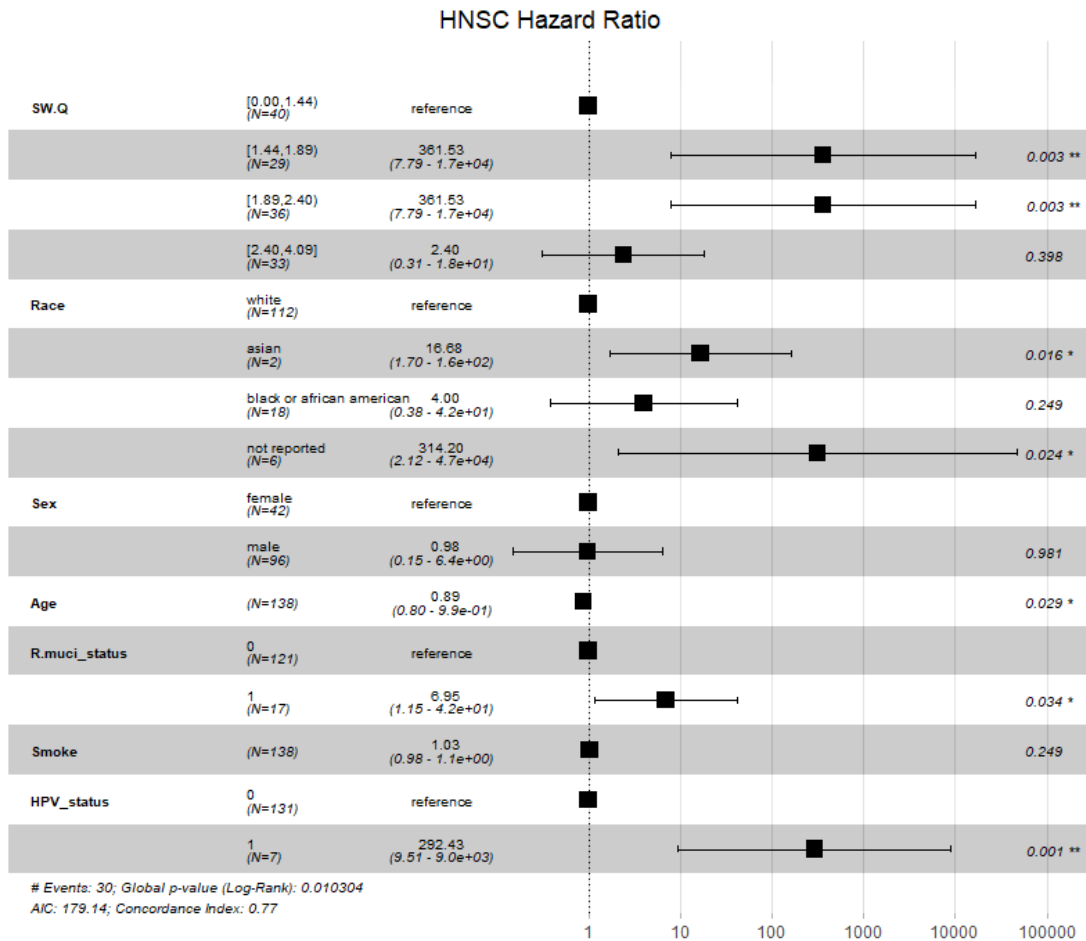 HNSC Hazard Ratio
SW.Q
[0.00,1.44)
(N=40)
reference
[1.44,1.89)
(N=29)
361.53
(7.79 - 1.7e+04)
0.003 **
[1.89,2.40)
(N=36)
361.53
(7.79 - 1.7e+04)
0.003 **
[2.40,4.09]
(N=33)
2.40
(0.31 - 1.8e+01)
0.398
Race
white
(N=112)
reference
asian
(N=2)
16.68
(1.70 - 1.6e+02)
0.016 *
black or african american
(N=18)
4.00
(0.38 - 4.2e+01)
0.249
not reported
(N=6)
314.20
(2.12 - 4.7e+04)
0.024 *
Sex
female
(N=42)
reference
male
(N=96)
0.98
(0.15 - 6.4e+00)
0.981
Age
(N=138)
0.89
(0.80 - 9.9e-01)
0.029 *
R.muci_status
0
(N=121)
reference
1
(N=17)
6.95
(1.15 - 4.2e+01)
0.034 *
Smoke
(N=138)
1.03
(0.98 - 1.1e+00)
0.249
HPV_status
0
(N=131)
reference
1
(N=7)
292.43
(9.51 - 9.0e+03)
0.001 **
# Events: 30; Global p-value (Log-Rank): 0.010304
AIC: 179.14; Concordance Index: 0.77
1 10 100 1000 10000 100000